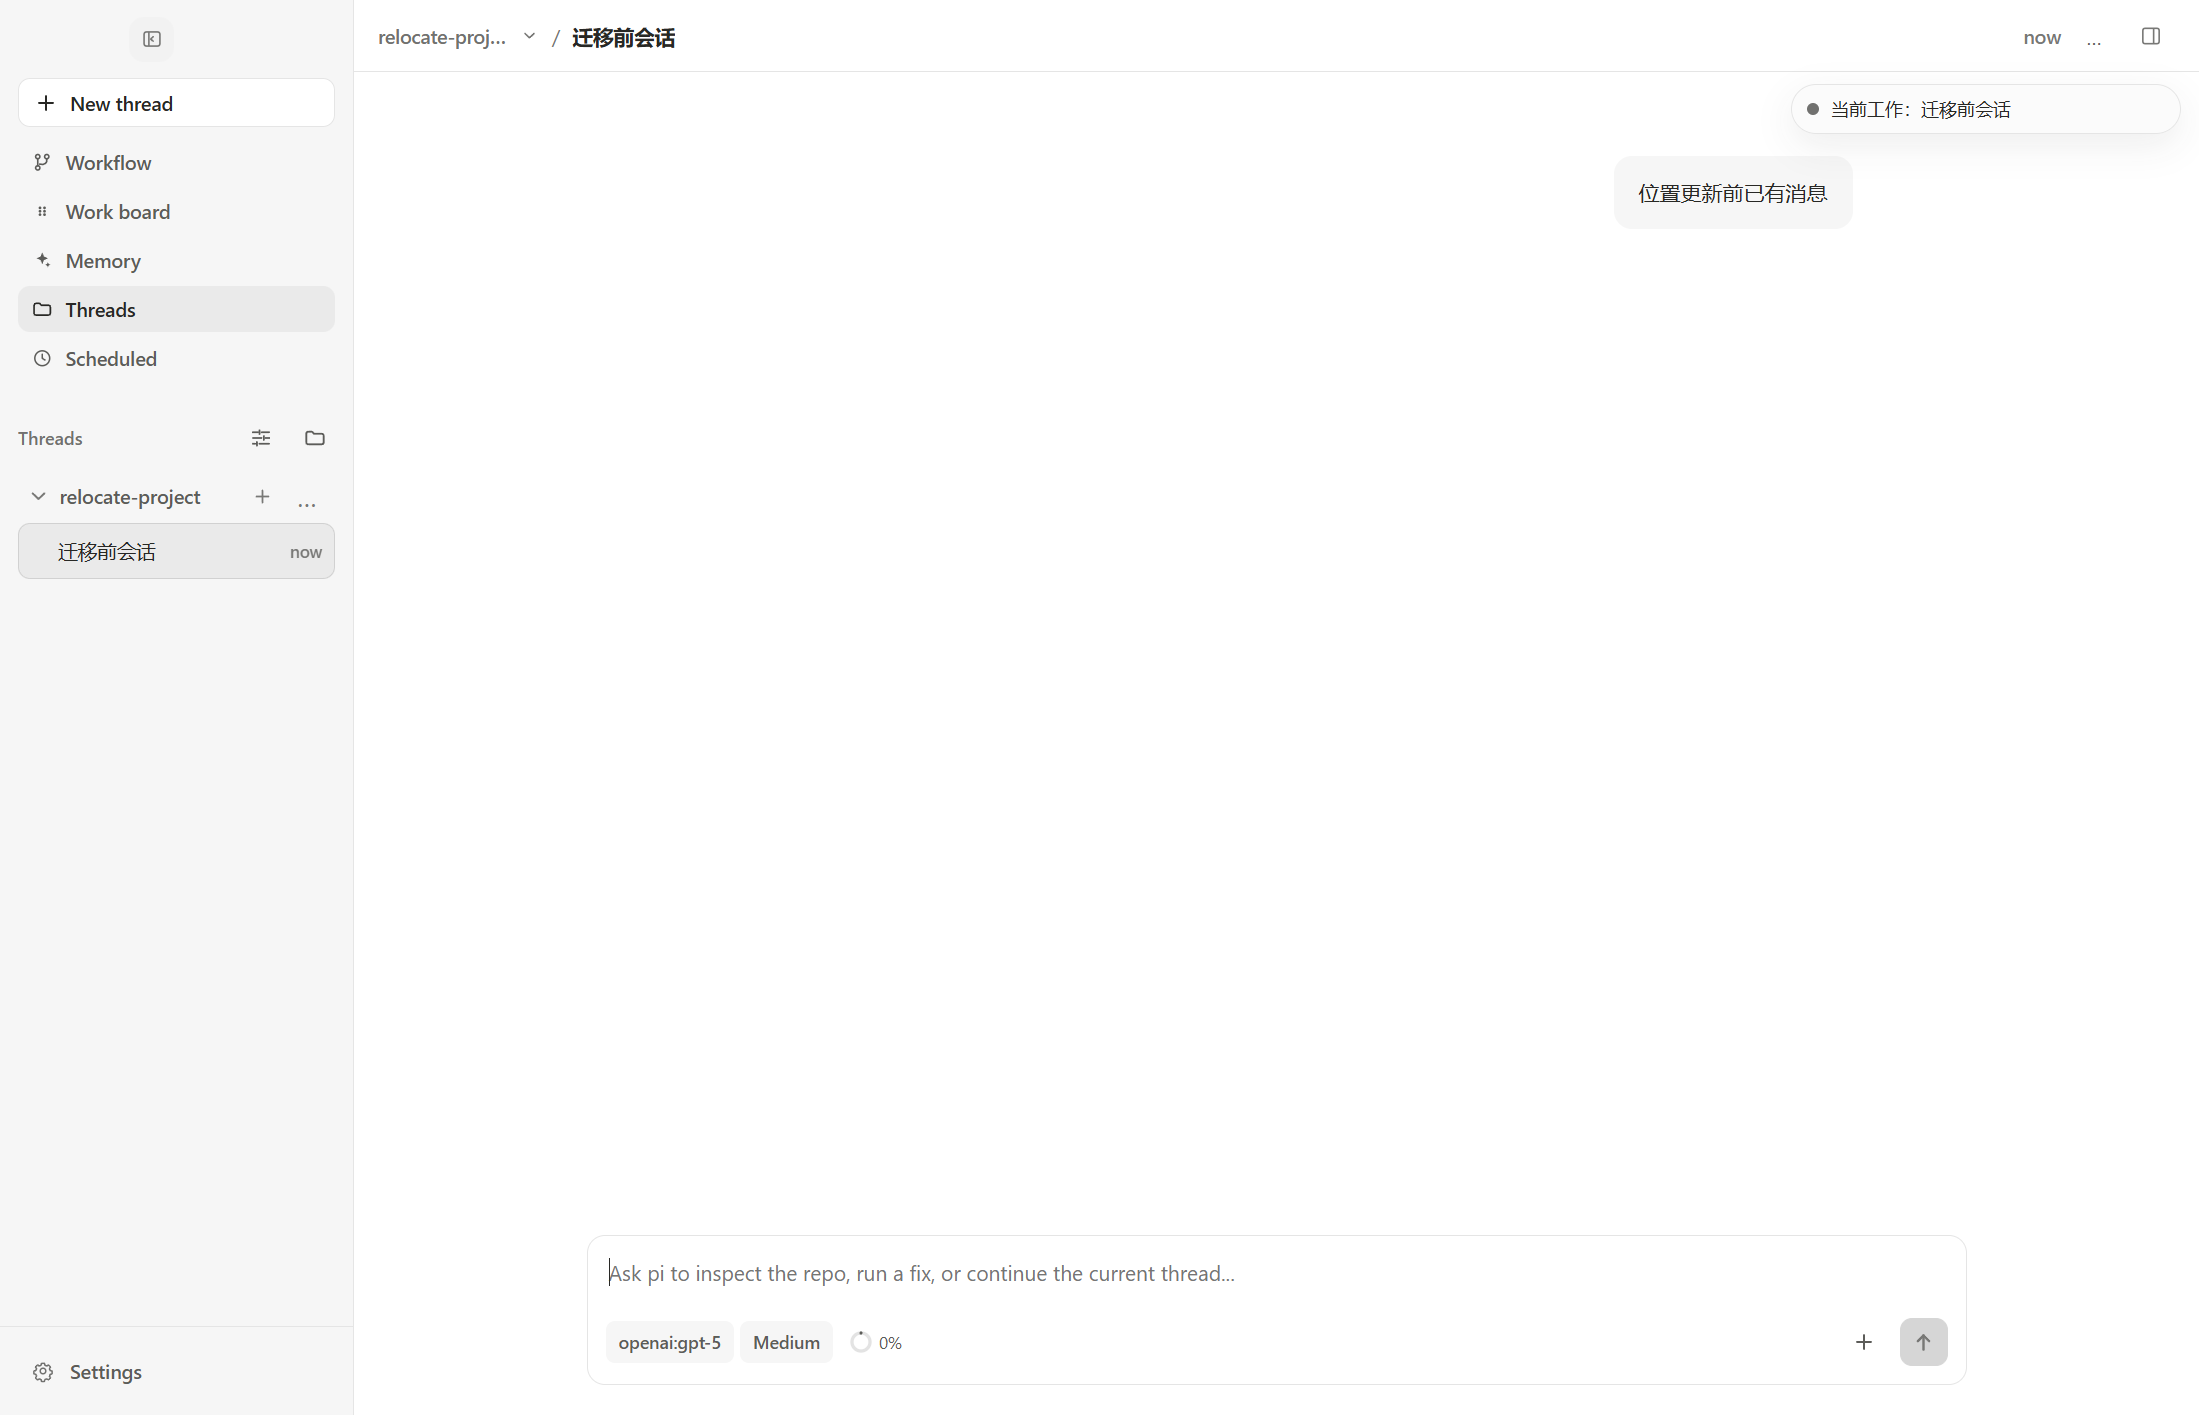 New thread
Workflow
Work board
Memory
Threads
Scheduled
Threads
relocate-project
...
迁移前会话 now
Settings
relocate-proj... / 迁移前会话
now ...
当前工作：迁移前会话
位置更新前已有消息
Ask pi to inspect the repo, run a fix, or continue the current thread...
openai:gpt-5 Medium 0%